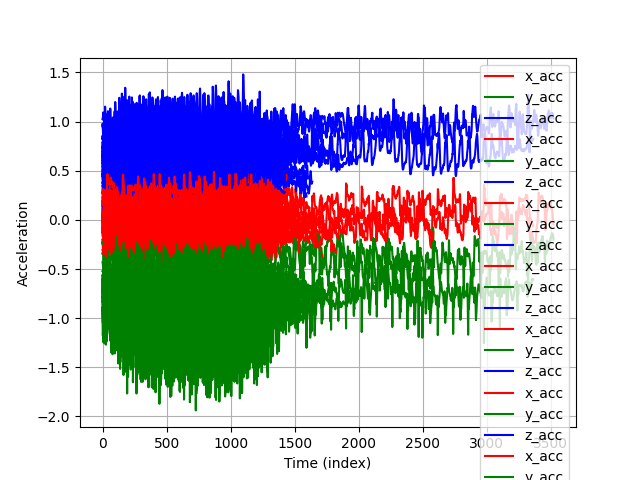 1.5
1.0
0.5
0.0
−0.5
−1.0
−1.5
−2.0
Acceleration
0
500
1000
1500
2000
2500
3000
3500
Time (index)
x_acc
y_acc
z_acc
x_acc
y_acc
z_acc
x_acc
y_acc
z_acc
x_acc
y_acc
z_acc
x_acc
y_acc
z_acc
x_acc
y_acc
z_acc
x_acc
y_acc